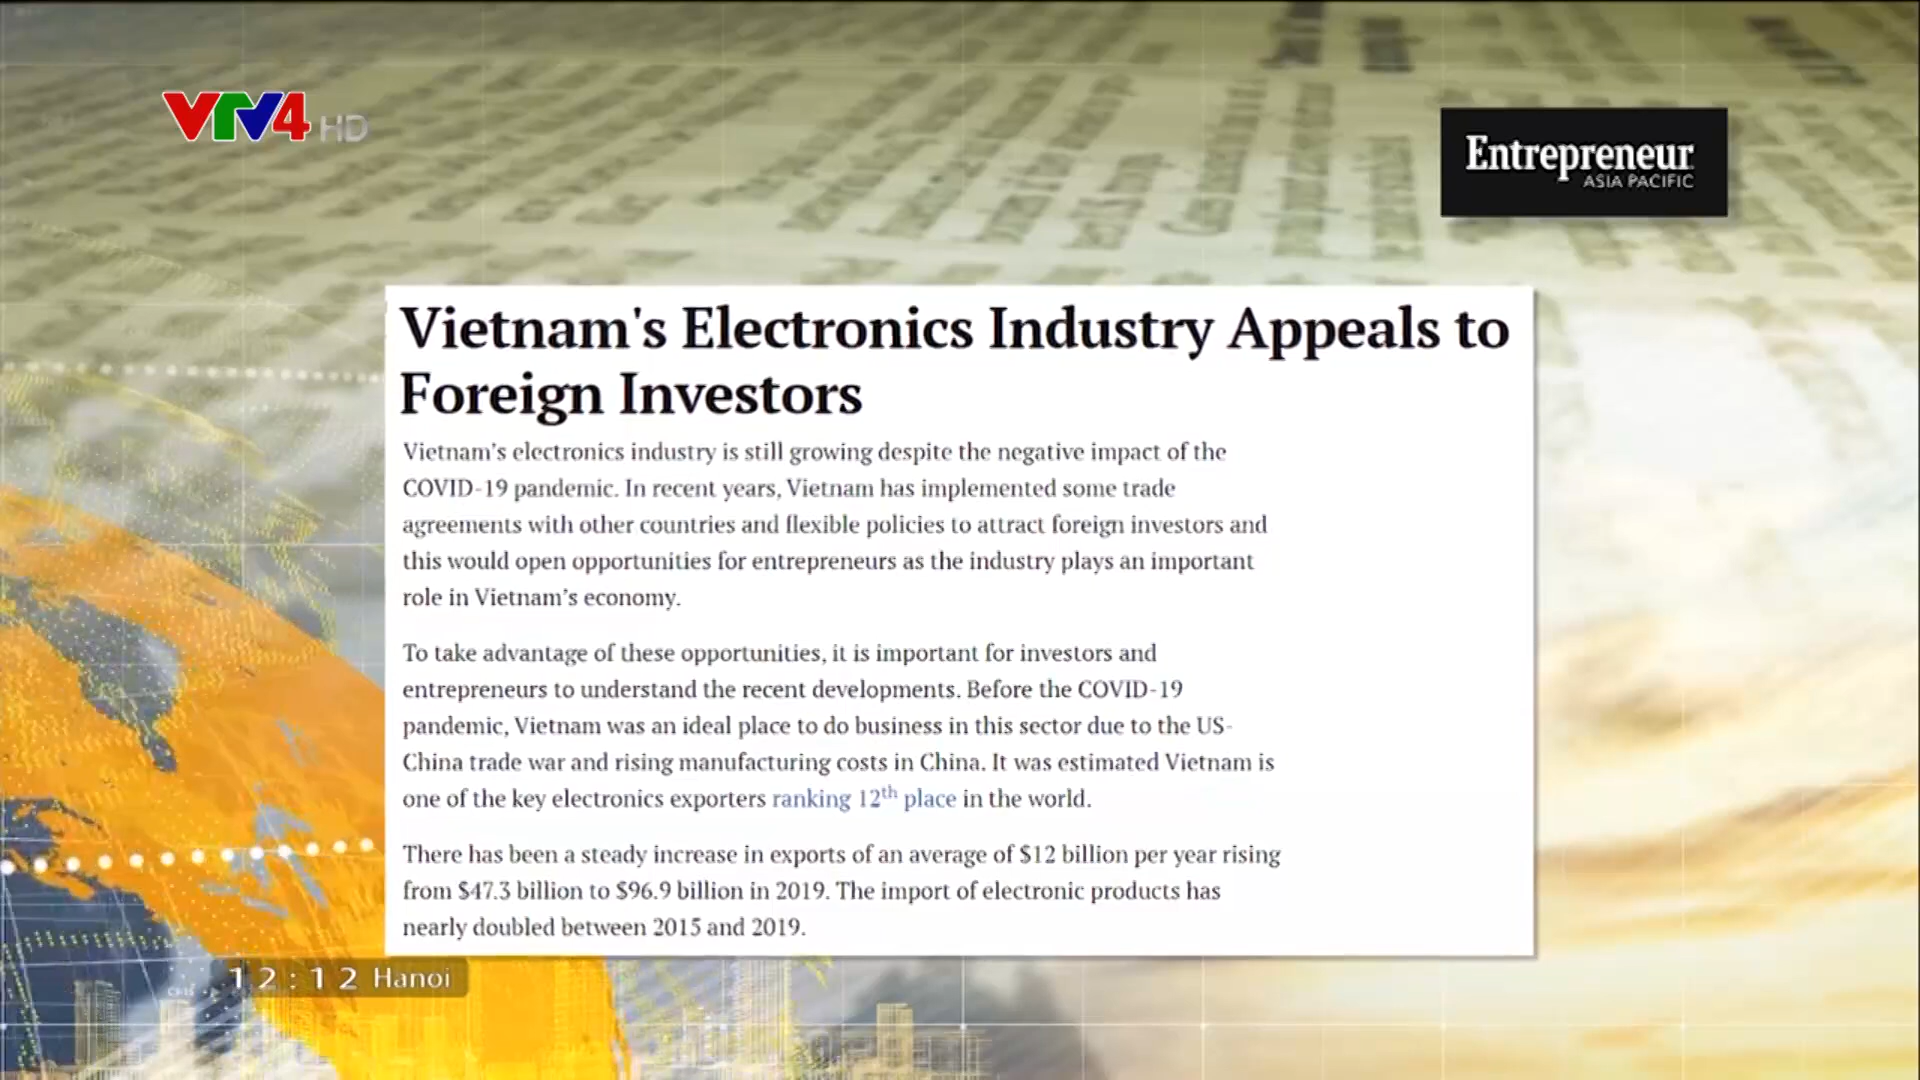 VTV4 HD
Entrepreneur
ASIA PACIFIC
Vietnam's Electronics Industry Appeals to
Foreign Investors
Vietnam's electronics industry is still growing despite the negative impact of the
COVID-19 pandemic. In recent years, Vietnam has implemented some trade
agreements with other countries and flexible policies to attract foreign investors and
this would open opportunities for entrepreneurs as the industry plays an important
role in Vietnam's economy.
To take advantage of these opportunities, it is important for investors and
entrepreneurs to understand the recent developments. Before the COVID-19
pandemic, Vietnam was an ideal place to do business in this sector due to the US-
China trade war and rising manufacturing costs in China. It was estimated Vietnam is
one of the key electronics exporters ranking 12th place in the world.
There has been a steady increase in exports of an average of $12 billion per year rising
from $47.3 billion to $96.9 billion in 2019. The import of electronic products has
nearly doubled between 2015 and 2019.
12:12 Hanoi